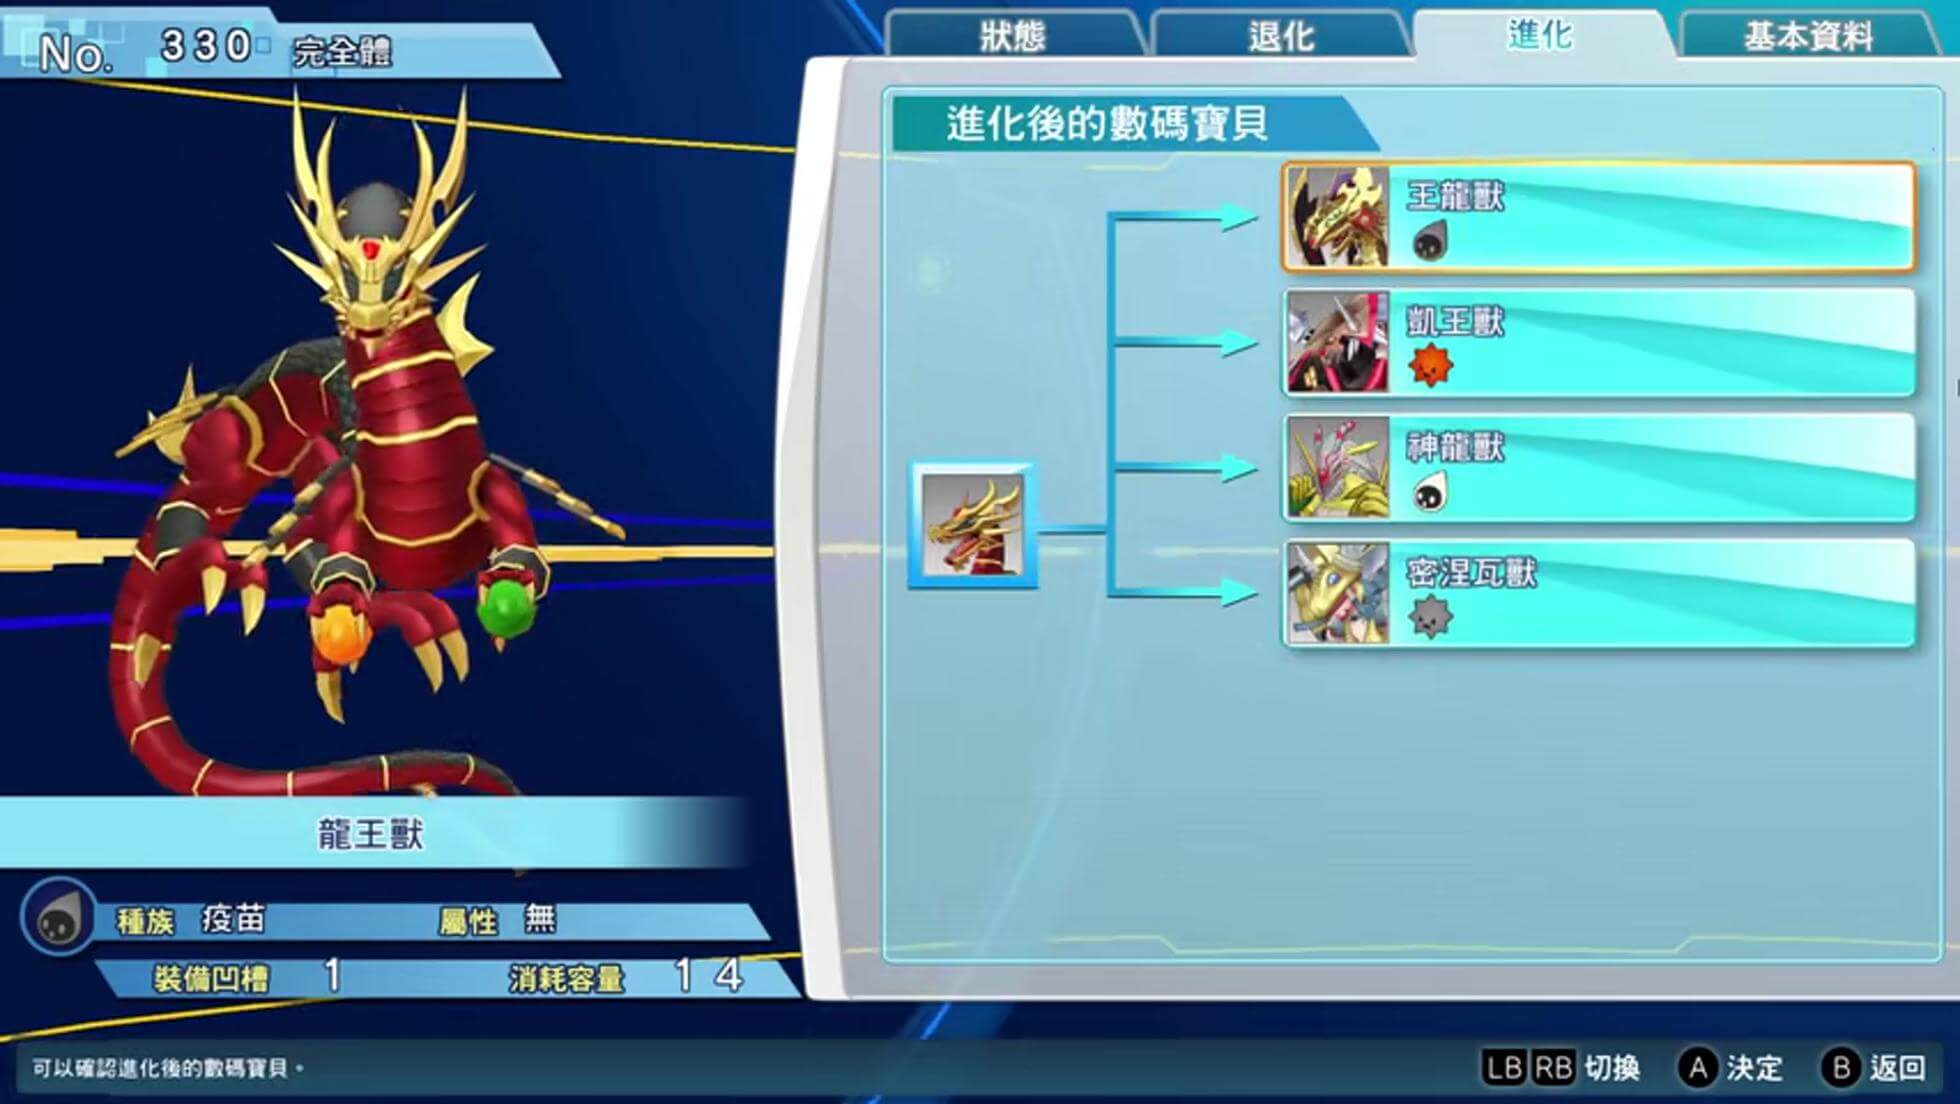 No. 330 完全體
狀態 退化 進化 基本資料
進化後的數碼寶貝
王龍獸
凱王獸
神龍獸
密涅瓦獸
龍王獸
種族 疫苗 屬性 無
裝備凹槽 1 消耗容量 14
可以確認進化後的數碼寶貝。
LB RB 切換 A 決定 B 返回